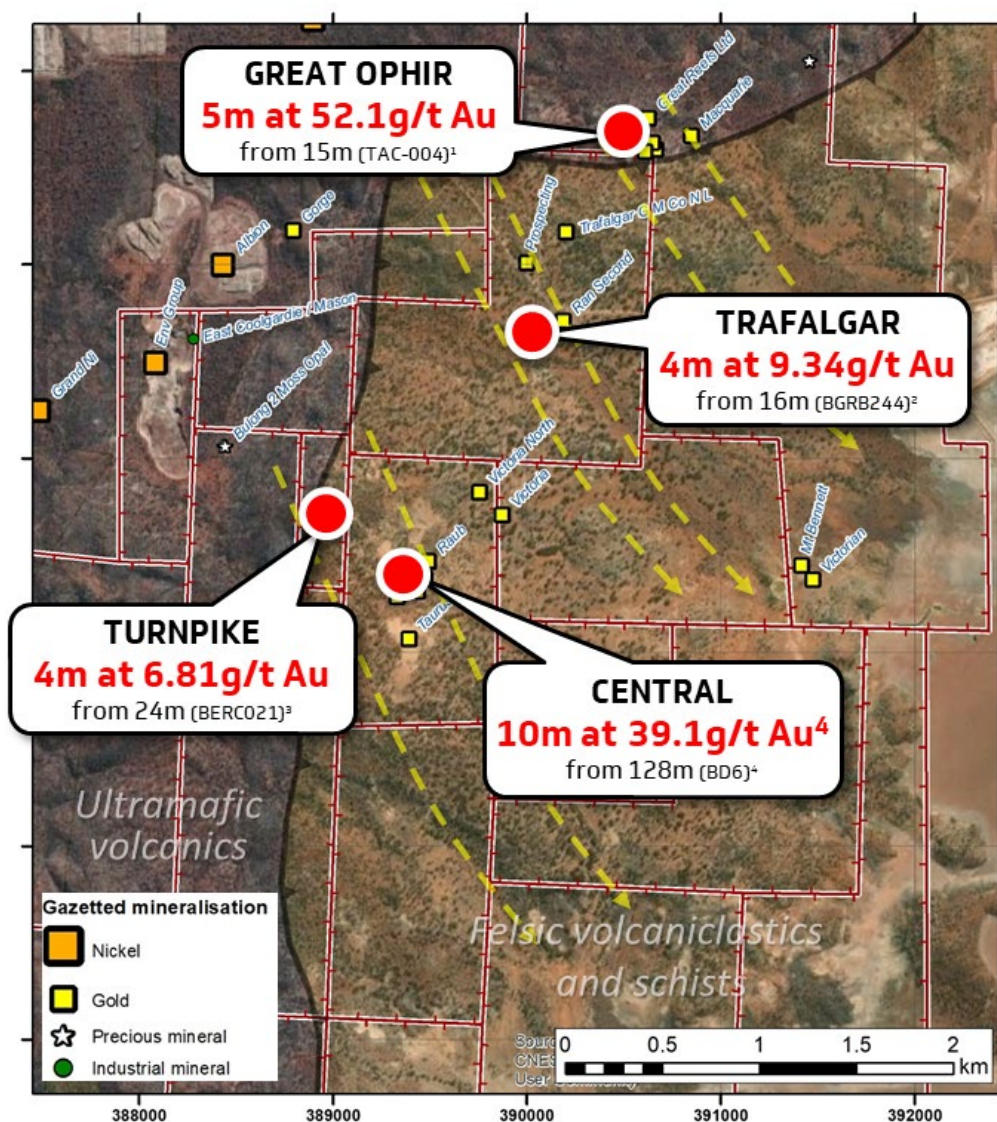 GREAT OPHIR
5m at 52.1g/t Au
from 15m (TAC-004)¹
Great Reefs Ltd
Macquarie
Gorge
Albion
Prospecting
Trafalgar G M Co N L
Ran Second
TRAFALGAR
4m at 9.34g/t Au
from 16m (BGRB244)²
East Coolgardie / Mason
Env Group
Grand Ni
Bulong 2 Moss Opal
Victoria North
Victoria
Raub
Mt Bennett
Victorian
Taurus
TURNPIKE
4m at 6.81g/t Au
from 24m (BERC021)³
CENTRAL
10m at 39.1g/t Au⁴
from 128m (BD6)⁴
Ultramafic
volcanics
Felsic volcaniclastics
and schists
Gazetted mineralisation
Nickel
Gold
Precious mineral
Industrial mineral
0 0.5 1 1.5 2
km
CNES
User Community
388000 389000 390000 391000 392000